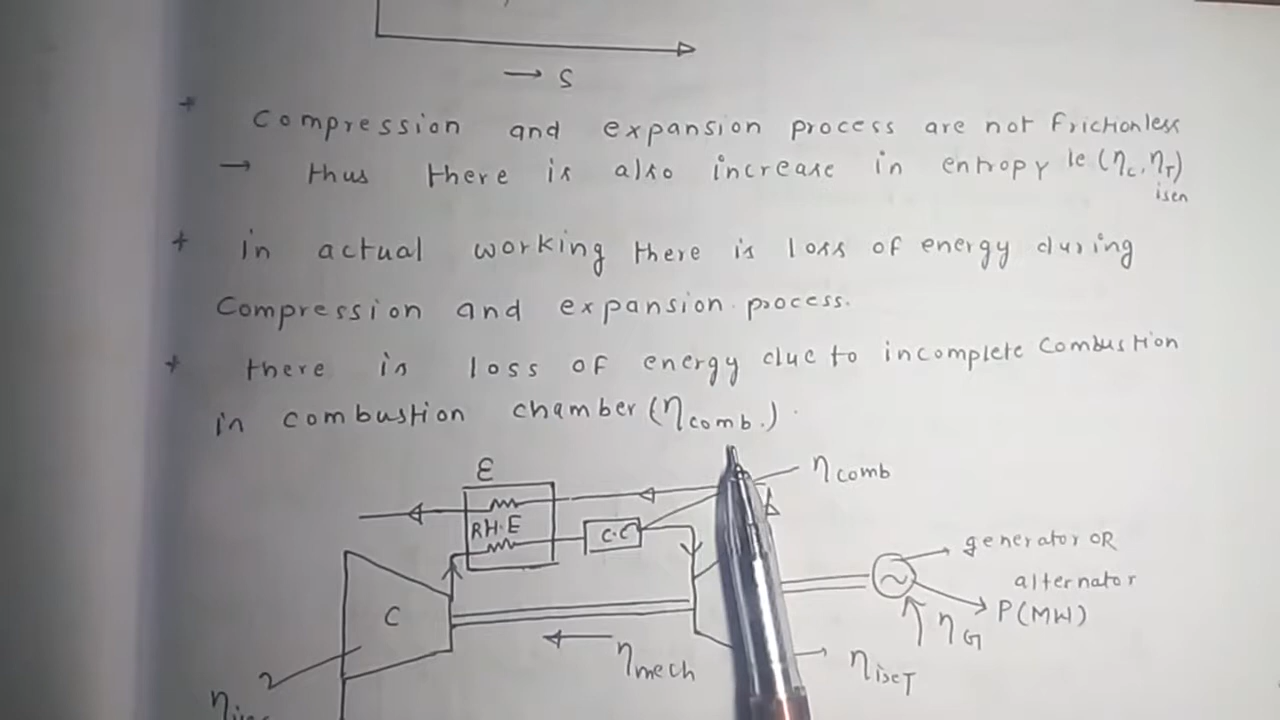 → S
* Compression and expansion process are not frictionless
→ thus there is also increase in entropy ie (ηc, ηT)
isen
* in actual working there is loss of energy during
Compression and expansion process.
* there is loss of energy due to incomplete Combustion
in combustion chamber (ηcomb.)
ε
ηcomb
RH.E
C.C
generator OR
alternator
C
P(MW)
ηG
ηmech
ηiseT